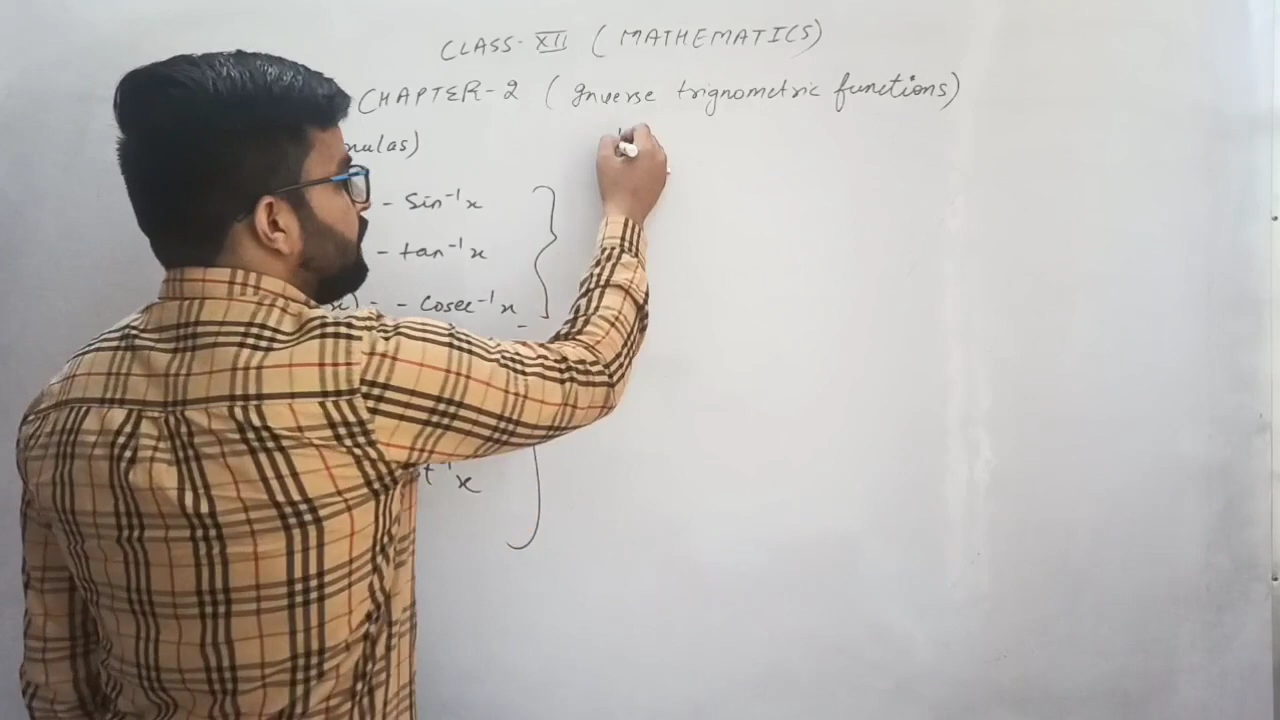 CLASS-XII (MATHEMATICS)
CHAPTER-2 (Inverse trignometric functions)
mulas)
- Sin⁻¹x
- tan⁻¹x
x) = - Cosec⁻¹x
t⁻¹x